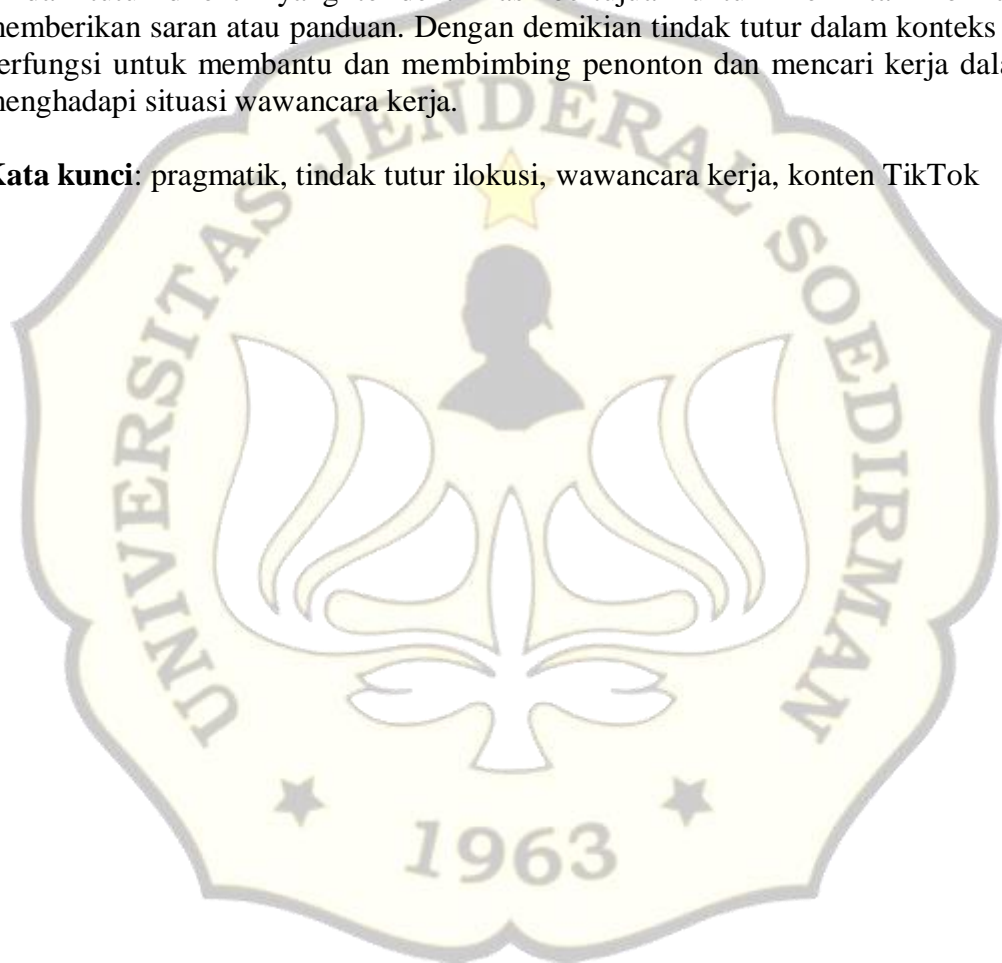 memberikan saran atau panduan. Dengan demikian tindak tutur dalam konteks
berfungsi untuk membantu dan membimbing penonton dan mencari kerja dalam
menghadapi situasi wawancara kerja.
Kata kunci: pragmatik, tindak tutur ilokusi, wawancara kerja, konten TikTok
UNIVERSITAS JENDERAL SOEDIRMAN
1963